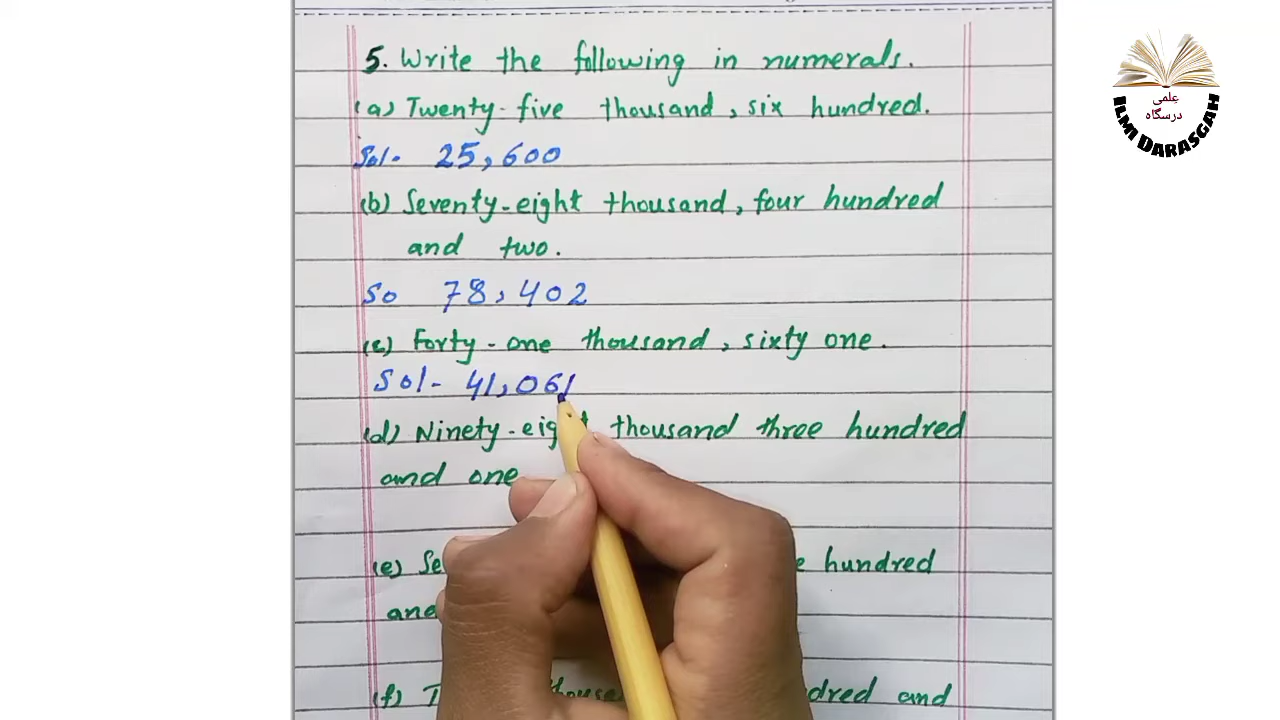 5. Write the following in numerals.
(a) Twenty-five thousand, six hundred.
Sol- 25,600
(b) Seventy-eight thousand, four hundred
and two.
So 78,402
(c) Forty-one thousand, sixty one.
Sol- 41,061
(d) Ninety-eight thousand three hundred
and one
(e) hundred
and
(f) and
علمی
درسگاہ
ILMI DARASGAH